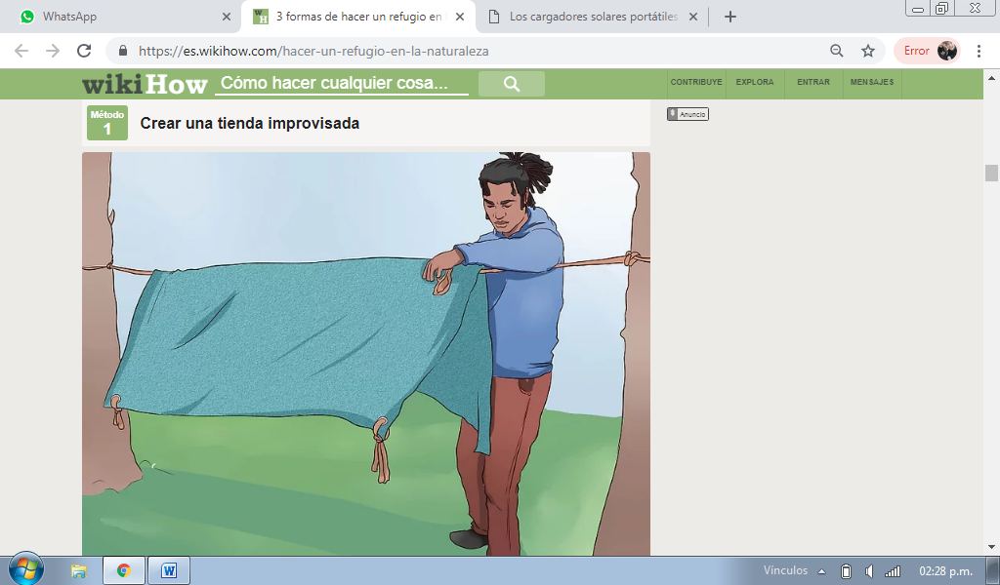 WhatsApp
3 formas de hacer un refugio en
Los cargadores solares portátiles
https://es.wikihow.com/hacer-un-refugio-en-la-naturaleza
Error
wikiHow
Cómo hacer cualquier cosa...
CONTRIBUYE
EXPLORA
ENTRAR
MENSAJES
Método
1
Crear una tienda improvisada
Anuncio
Vínculos
02:28 p.m.